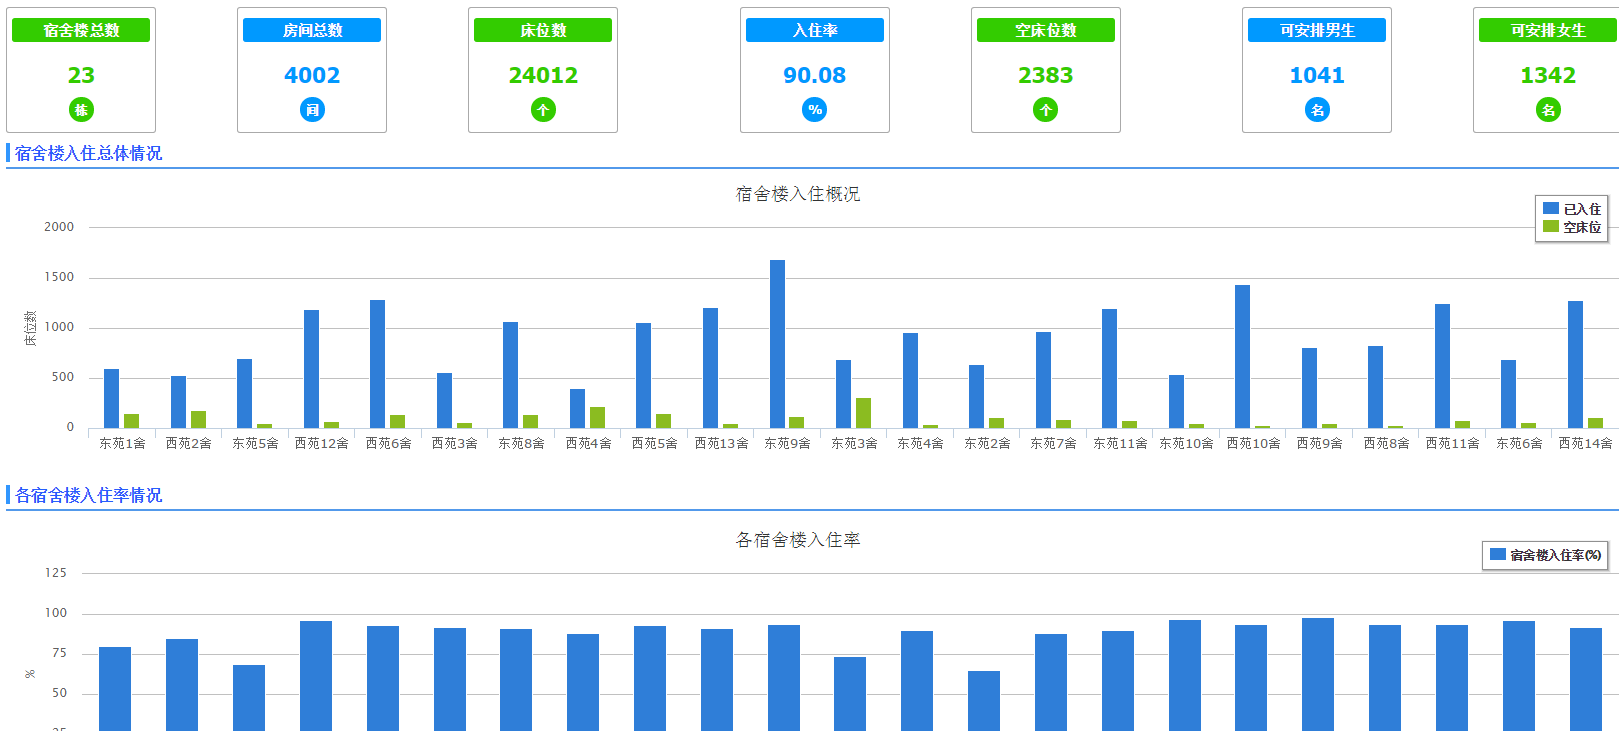 宿舍楼总数 房间总数 床位数 入住率 空床位数 可安排男生 可安排女生
23 4002 24012 90.08 2383 1041 1342
栋 间 个 % 个 名 名
宿舍楼入住总体情况
宿舍楼入住概况
已入住
空床位
2000
1500
1000
500
0
床位数
东苑1舍 西苑2舍 东苑5舍 西苑12舍 西苑6舍 西苑3舍 东苑8舍 西苑4舍 西苑5舍 西苑13舍 东苑9舍 东苑3舍 东苑4舍 东苑2舍 东苑7舍 东苑11舍 东苑10舍 西苑10舍 西苑9舍 西苑8舍 西苑11舍 东苑6舍 西苑14舍
各宿舍楼入住率情况
各宿舍楼入住率
宿舍楼入住率(%)
125
100
75
50
25
%